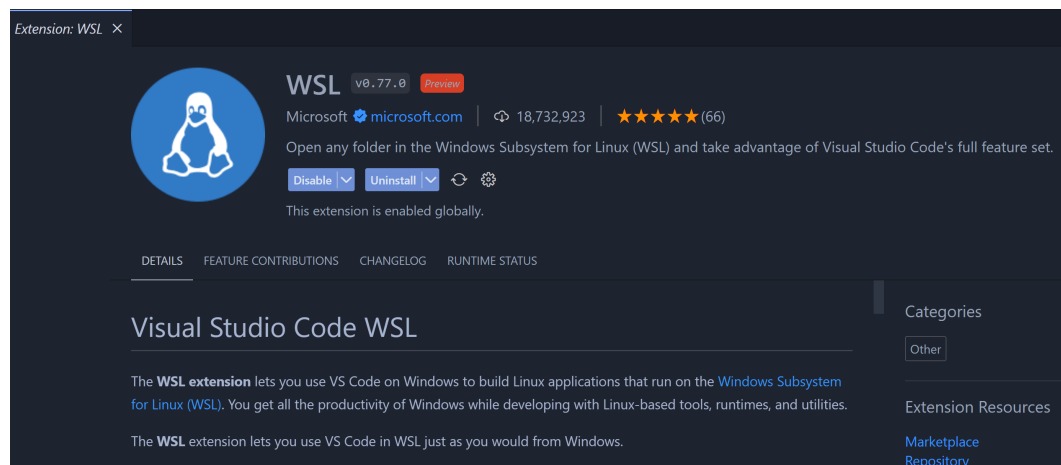 Extension: WSL
WSL v0.77.0 Preview
Microsoft microsoft.com 18,732,923 (66)
Open any folder in the Windows Subsystem for Linux (WSL) and take advantage of Visual Studio Code's full feature set.
Disable Uninstall
This extension is enabled globally.
DETAILS FEATURE CONTRIBUTIONS CHANGELOG RUNTIME STATUS
Visual Studio Code WSL
The WSL extension lets you use VS Code on Windows to build Linux applications that run on the Windows Subsystem
for Linux (WSL). You get all the productivity of Windows while developing with Linux-based tools, runtimes, and utilities.
The WSL extension lets you use VS Code in WSL just as you would from Windows.
Categories
Other
Extension Resources
Marketplace
Repository